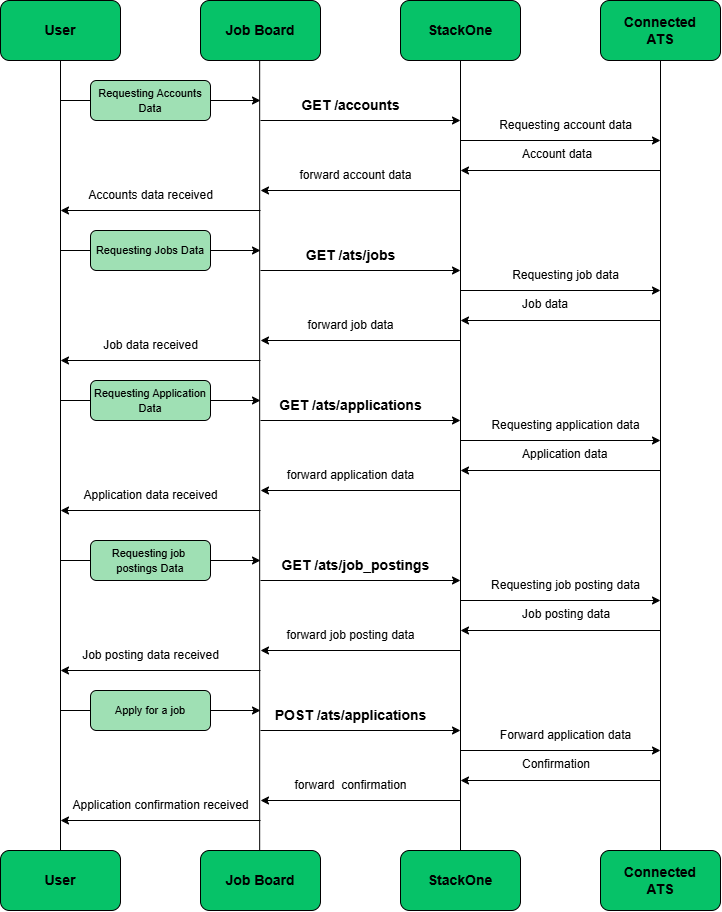 User
Job Board
StackOne
Connected
ATS
Requesting Accounts
Data
GET /accounts
Requesting account data
Account data
forward account data
Accounts data received
Requesting Jobs Data
GET /ats/jobs
Requesting job data
Job data
forward job data
Job data received
Requesting Application
Data
GET /ats/applications
Requesting application data
Application data
forward application data
Application data received
Requesting job
postings Data
GET /ats/job_postings
Requesting job posting data
Job posting data
forward job posting data
Job posting data received
Apply for a job
POST /ats/applications
Forward application data
Confirmation
forward  confirmation
Application confirmation received
User
Job Board
StackOne
Connected
ATS